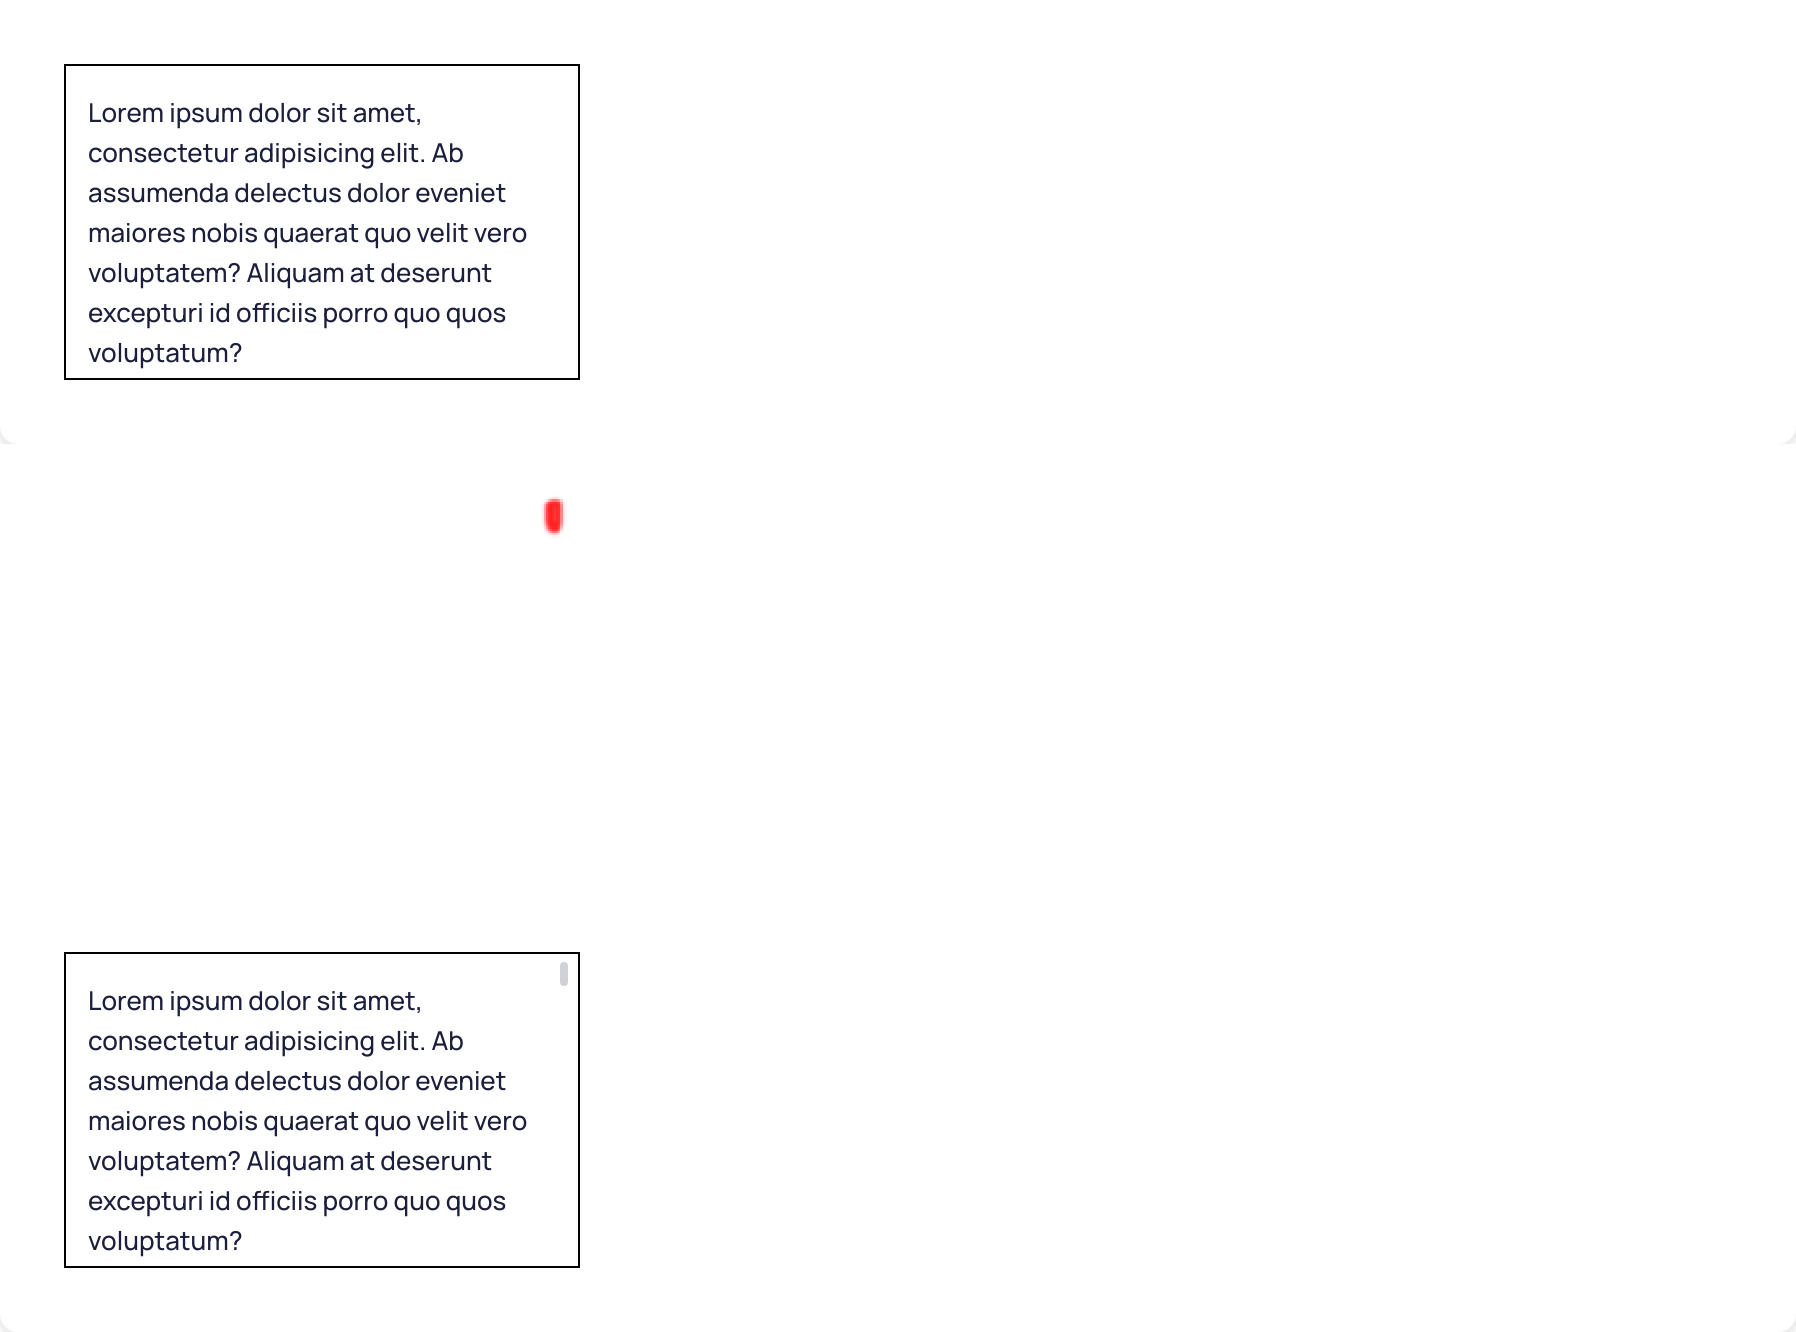 Lorem ipsum dolor sit amet,
consectetur adipisicing elit. Ab
assumenda delectus dolor eveniet
maiores nobis quaerat quo velit vero
voluptatem? Aliquam at deserunt
excepturi id officiis porro quo quos
voluptatum?
Lorem ipsum dolor sit amet,
consectetur adipisicing elit. Ab
assumenda delectus dolor eveniet
maiores nobis quaerat quo velit vero
voluptatem? Aliquam at deserunt
excepturi id officiis porro quo quos
voluptatum?